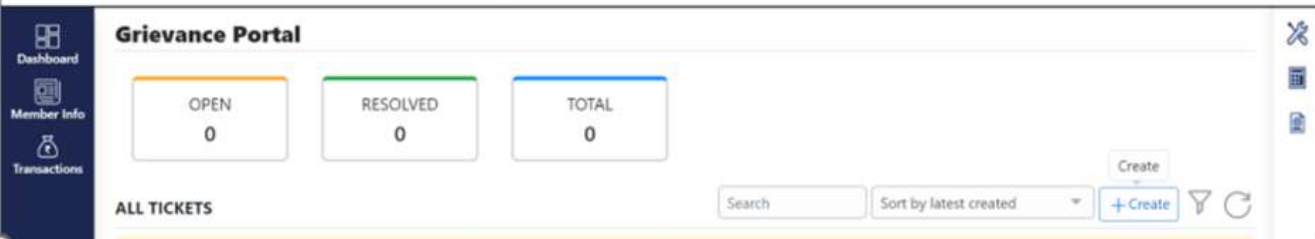 Dashboard
Member Info
Transactions
Grievance Portal
OPEN
0
RESOLVED
0
TOTAL
0
Create
ALL TICKETS
Search
Sort by latest created
+ Create